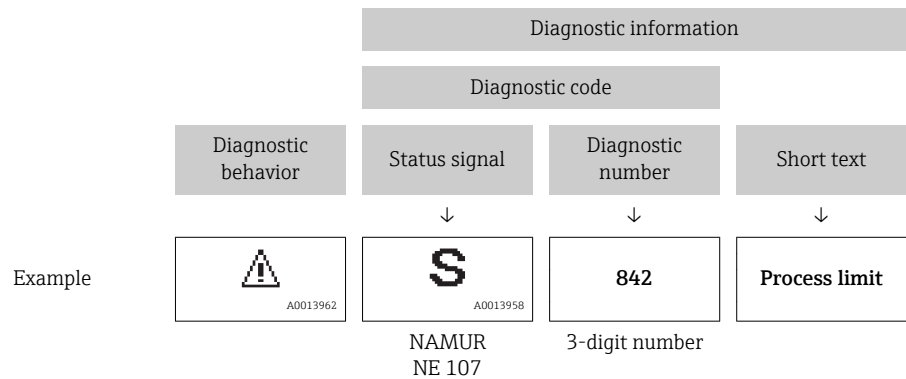 Diagnostic information
Diagnostic code
Diagnostic
behavior
Status signal
Diagnostic
number
Short text
↓ ↓ ↓
Example
A0013962
S
A0013958
842
Process limit
NAMUR
NE 107
3-digit number